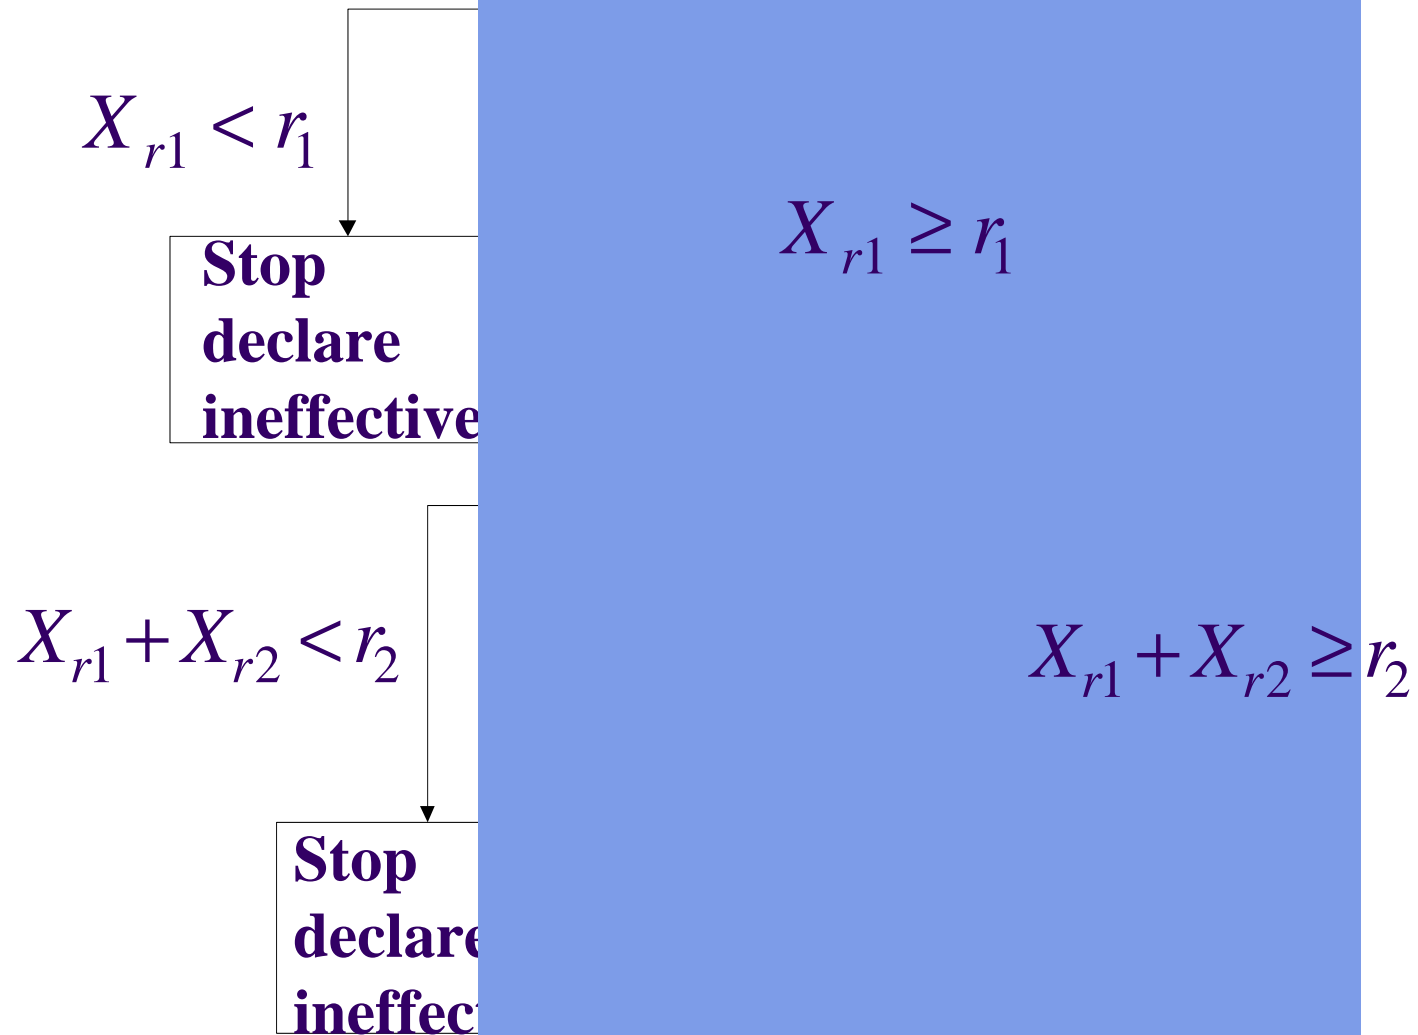 X_{r1} < r_1
X_{r1} ≥ r_1
Stop
declare
ineffective
X_{r1} + X_{r2} < r_2
X_{r1} + X_{r2} ≥ r_2
Stop
declare